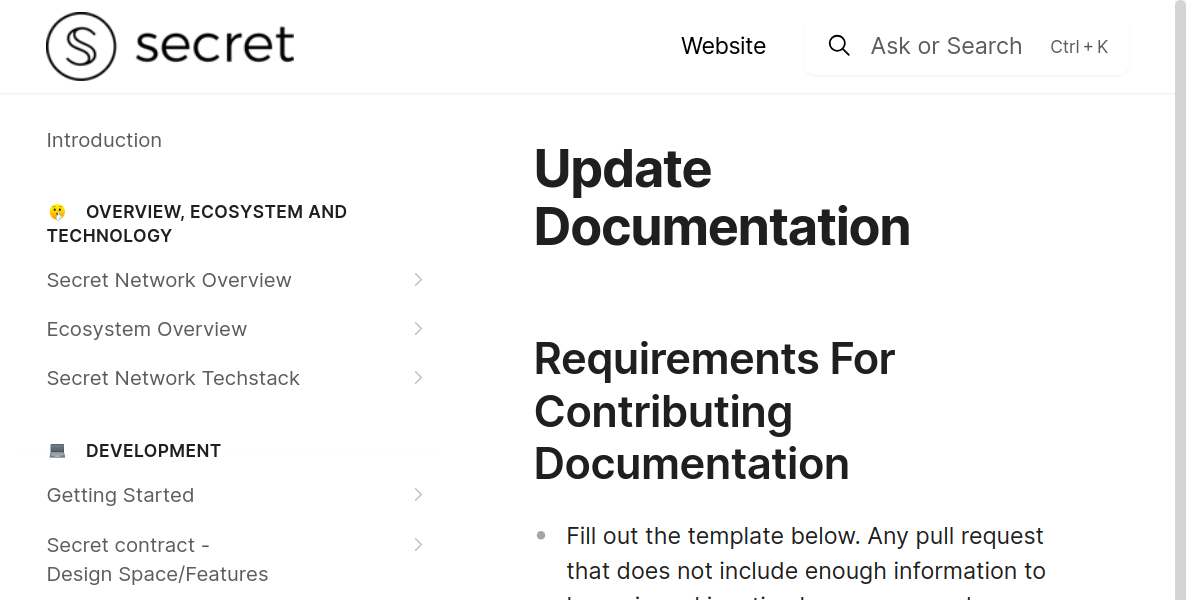 secret
Website
Ask or Search Ctrl + K
Introduction
OVERVIEW, ECOSYSTEM AND
TECHNOLOGY
Secret Network Overview
Ecosystem Overview
Secret Network Techstack
DEVELOPMENT
Getting Started
Secret contract -
Design Space/Features
Update
Documentation
Requirements For
Contributing
Documentation
Fill out the template below. Any pull request
that does not include enough information to